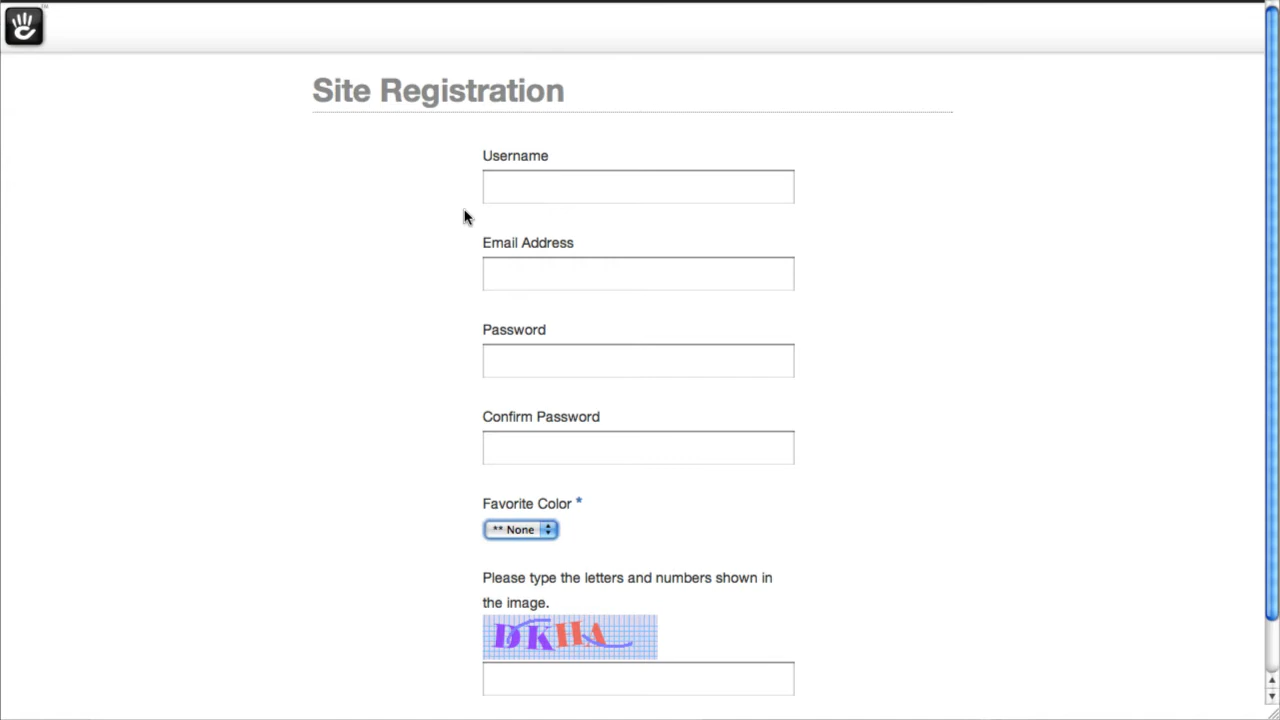 Site Registration
Username
Email Address
Password
Confirm Password
Favorite Color *
** None
Please type the letters and numbers shown in
the image.